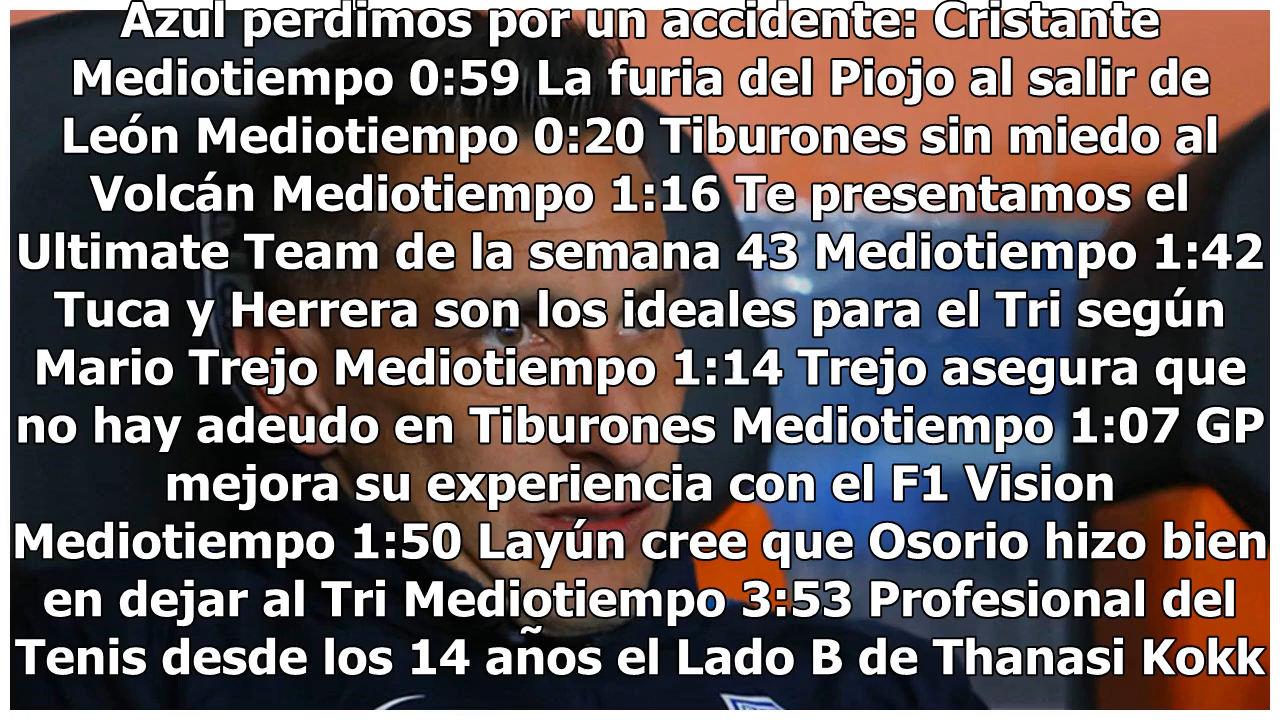 Azul perdimos por un accidente: Cristante
Mediotiempo 0:59 La furia del Piojo al salir de
León Mediotiempo 0:20 Tiburones sin miedo al
Volcán Mediotiempo 1:16 Te presentamos el
Ultimate Team de la semana 43 Mediotiempo 1:42
Tuca y Herrera son los ideales para el Tri según
Mario Trejo Mediotiempo 1:14 Trejo asegura que
no hay adeudo en Tiburones Mediotiempo 1:07 GP
mejora su experiencia con el F1 Vision
Mediotiempo 1:50 Layún cree que Osorio hizo bien
en dejar al Tri Mediotiempo 3:53 Profesional del
Tenis desde los 14 años el Lado B de Thanasi Kokk